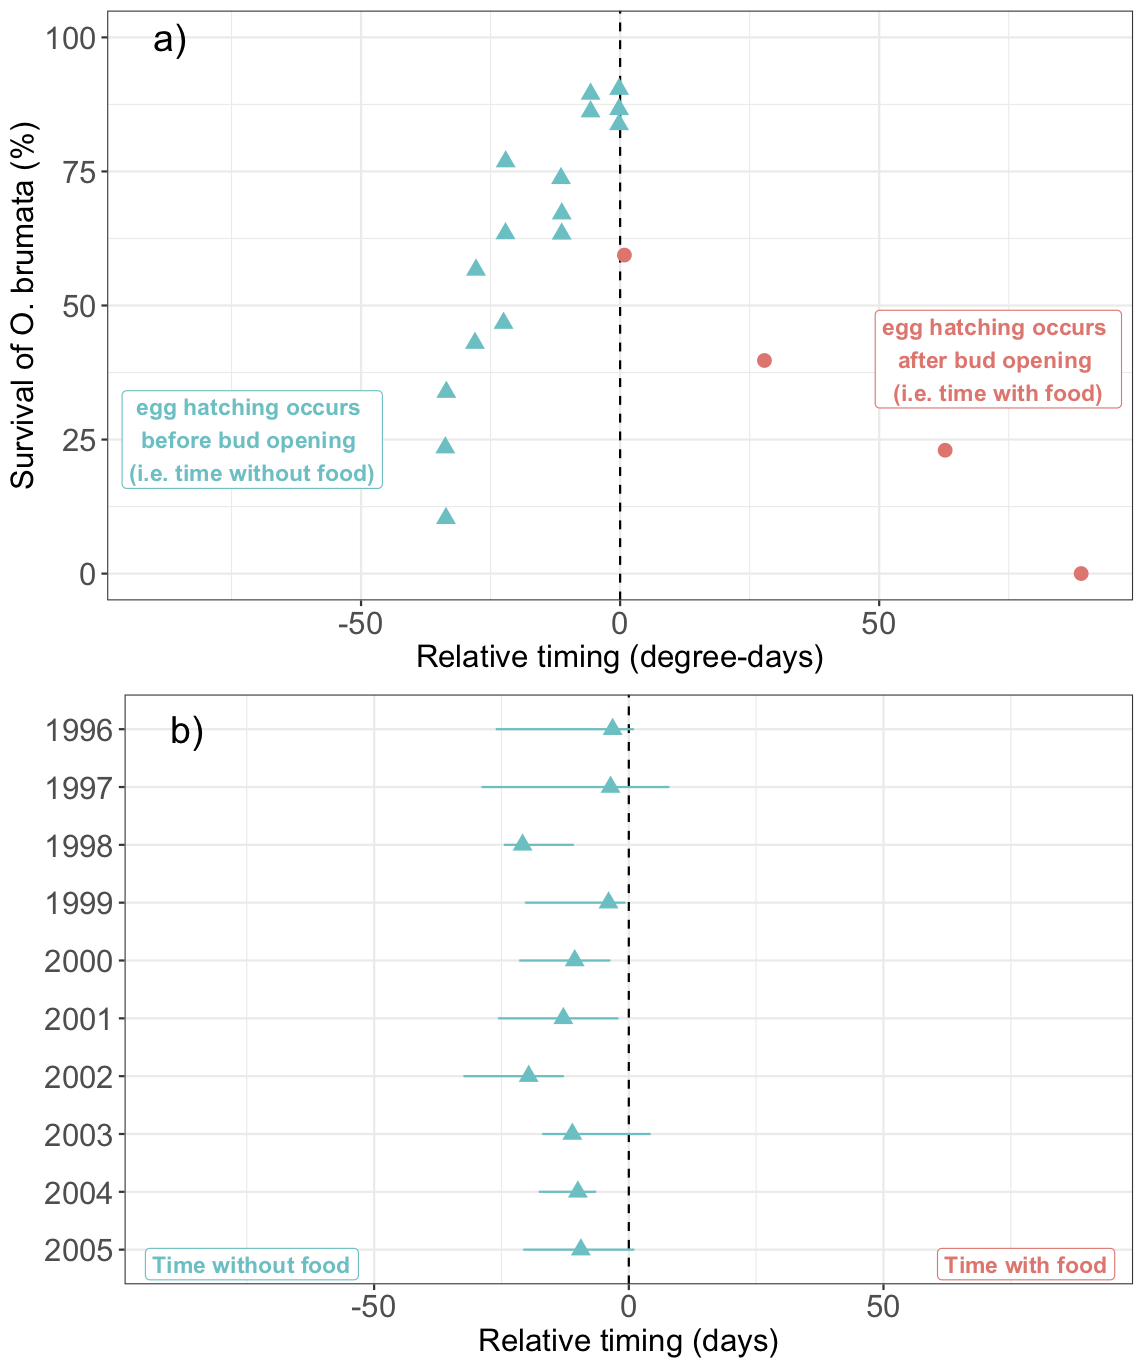 a)
Survival of O. brumata (%)
100
75
50
25
0
egg hatching occurs
before bud opening
(i.e. time without food)
egg hatching occurs
after bud opening
(i.e. time with food)
-50
0
50
Relative timing (degree-days)
b)
1996
1997
1998
1999
2000
2001
2002
2003
2004
2005
Time without food
Time with food
-50
0
50
Relative timing (days)